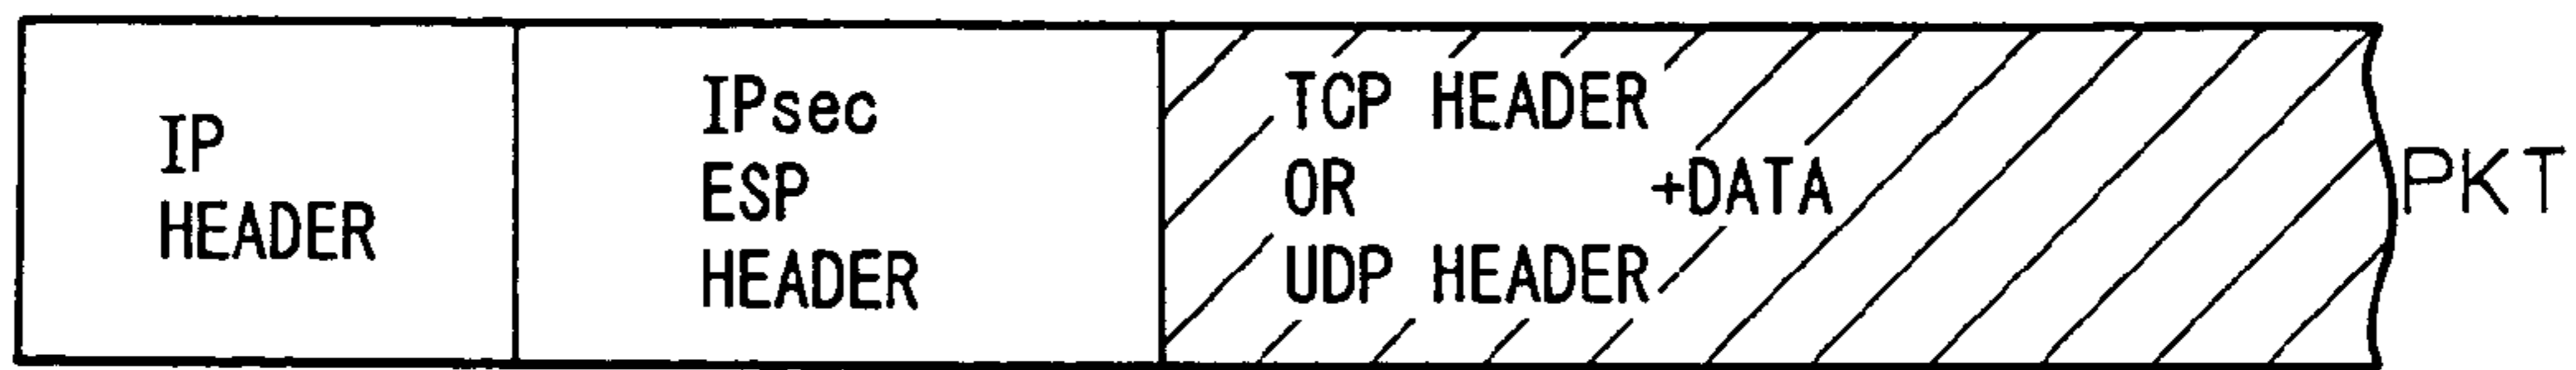 IP
HEADER
IPsec
ESP
HEADER
TCP HEADER
OR
UDP HEADER
+DATA
PKT